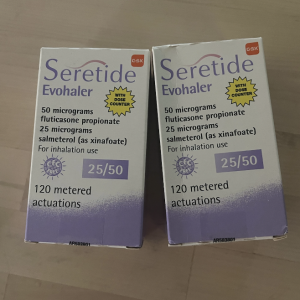 gsk
Seretide
Evohaler
WITH
DOSE
COUNTER
50 micrograms
fluticasone propionate
25 micrograms
salmeterol (as xinafoate)
For inhalation use
25/50
120 metered
actuations
gsk
Seretide
Evohaler
WITH
DOSE
COUNTER
50 micrograms
fluticasone propionate
25 micrograms
salmeterol (as xinafoate)
For inhalation use
25/50
120 metered
actuations